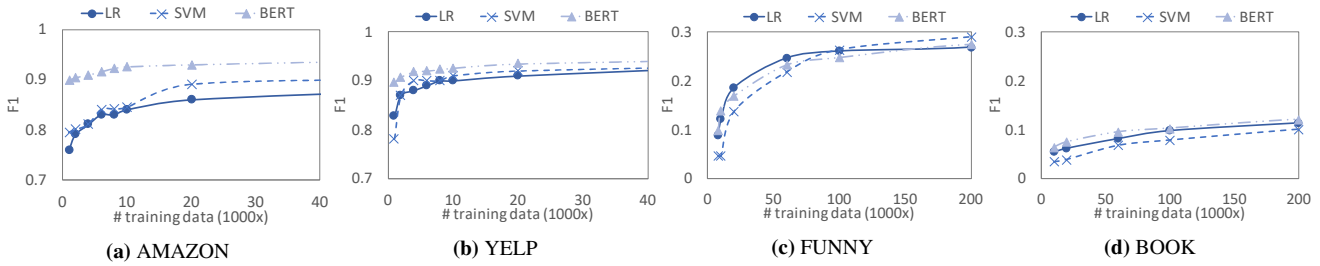 LR SVM BERT
1
0.9
0.8
0.7
F1
0 10 20 30 40
# training data (1000x)
(a) AMAZON
LR SVM BERT
1
0.9
0.8
0.7
F1
0 10 20 30 40
# training data (1000x)
(b) YELP
LR SVM BERT
0.3
0.2
0.1
0
F1
0 50 100 150 200
# training data (1000x)
(c) FUNNY
LR SVM BERT
0.3
0.2
0.1
0
F1
0 50 100 150 200
# training data (1000x)
(d) BOOK